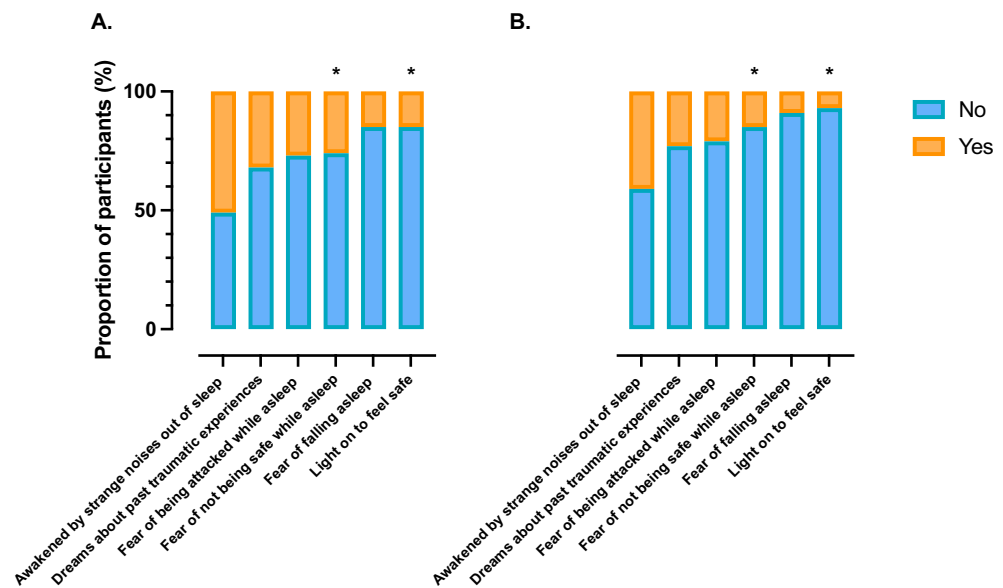 A.
B.
*
*
*
*
Proportion of participants (%)
100
50
0
No
Yes
Awakened by strange noises out of sleep
Dreams about past traumatic experiences
Fear of being attacked while asleep
Fear of not being safe while asleep
Fear of falling asleep
Light on to feel safe
Awakened by strange noises out of sleep
Dreams about past traumatic experiences
Fear of being attacked while asleep
Fear of not being safe while asleep
Fear of falling asleep
Light on to feel safe